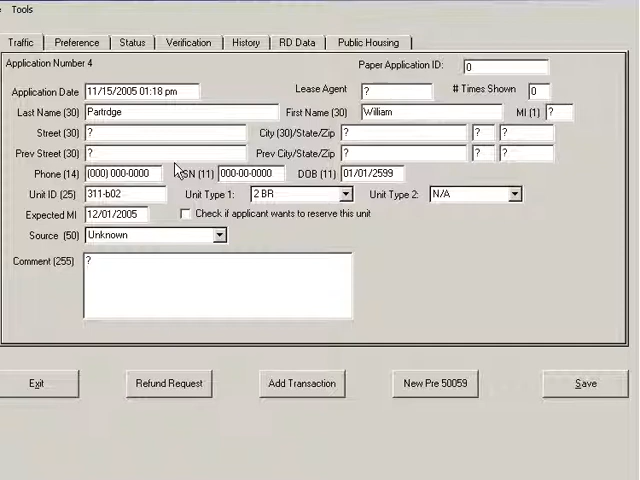 Tools
Traffic Preference Status Verification History RD Data Public Housing
Application Number 4 Paper Application ID: 0
Application Date 11/15/2005 01:18 pm Lease Agent ? # Times Shown 0
Last Name (30) Partrdge First Name (30) William MI (1) ?
Street (30) ? City (30)/State/Zip ? ? ?
Prev Street (30) ? Prev City/State/Zip ? ? ?
Phone (14) (000) 000-0000 SN (11) 000-00-0000 DOB (11) 01/01/2599
Unit ID (25) 311-b02 Unit Type 1: 2 BR Unit Type 2: N/A
Expected MI 12/01/2005 Check if applicant wants to reserve this unit
Source (50) Unknown
Comment (255) ?
Exit Refund Request Add Transaction New Pre 50059 Save